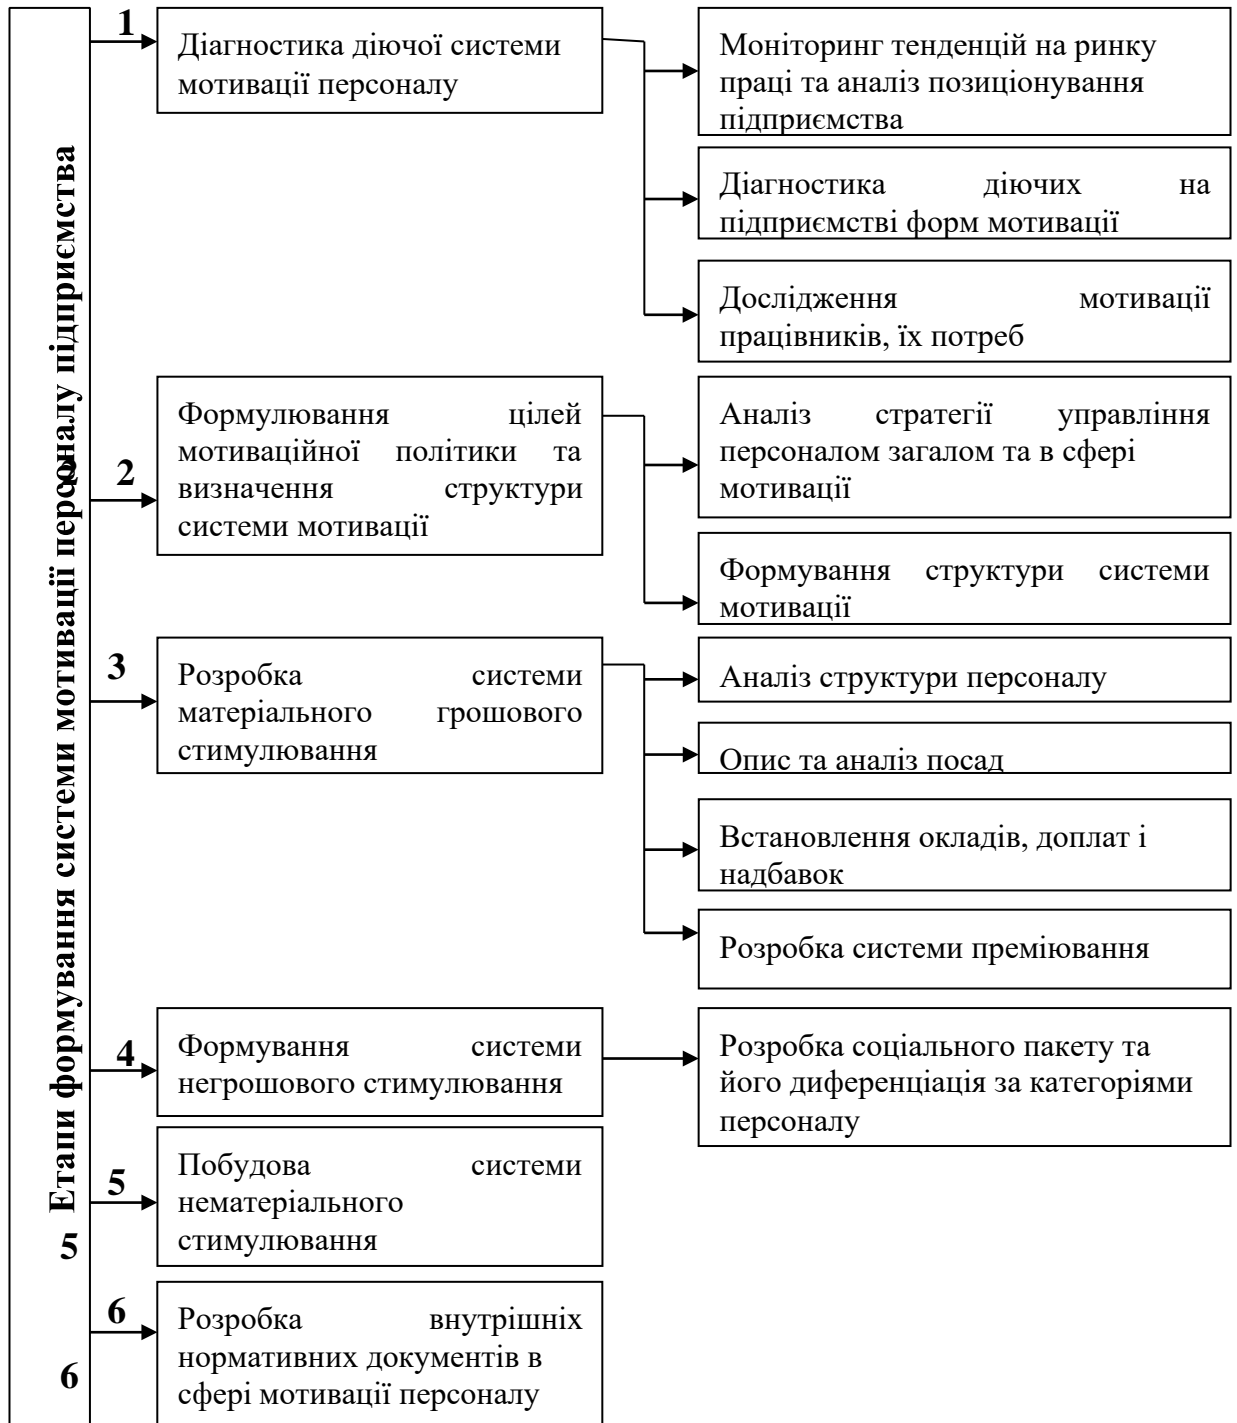 Етапи формування системи мотивації персоналу підприємства
1
Діагностика діючої системи
мотивації персоналу
Моніторинг тенденцій на ринку
праці та аналіз позиціонування
підприємства
Діагностика діючих на
підприємстві форм мотивації
Дослідження мотивації
працівників, їх потреб
2
2
Формулювання цілей
мотиваційної політики та
визначення структури
системи мотивації
Аналіз стратегії управління
персоналом загалом та в сфері
мотивації
Формування структури системи
мотивації
3
Розробка системи
матеріального грошового
стимулювання
Аналіз структури персоналу
Опис та аналіз посад
Встановлення окладів, доплат і
надбавок
Розробка системи преміювання
4
Формування системи
негрошового стимулювання
Розробка соціального пакету та
його диференціація за категоріями
персоналу
5
Побудова системи
нематеріального
стимулювання
5
6
Розробка внутрішніх
нормативних документів в
сфері мотивації персоналу
6